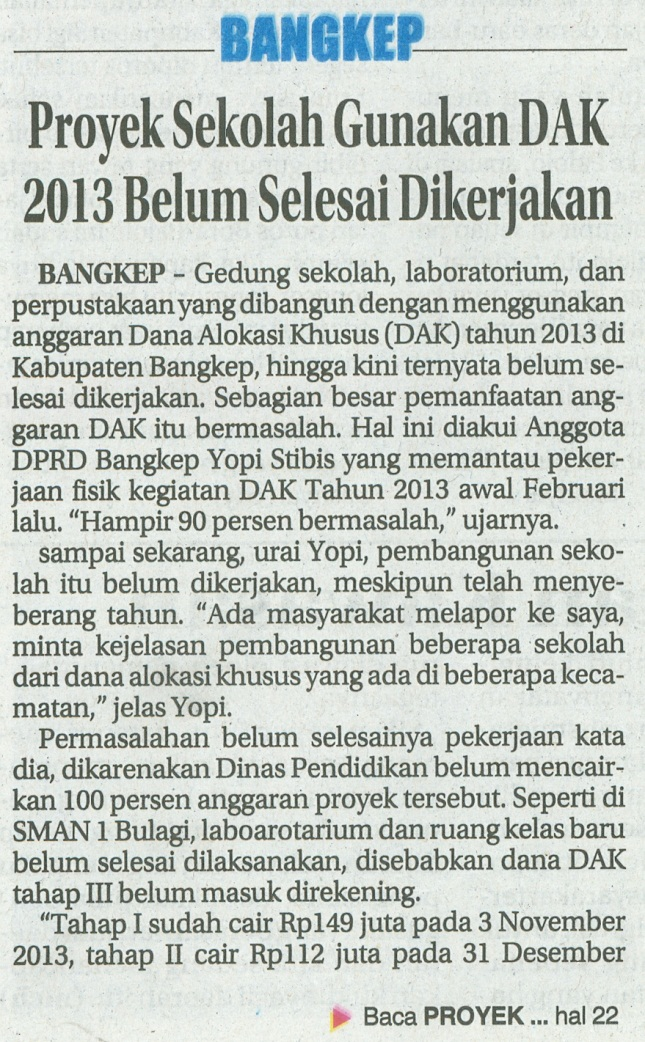 BANGKEP
Proyek Sekolah Gunakan DAK
2013 Belum Selesai Dikerjakan
BANGKEP – Gedung sekolah, laboratorium, dan
perpustakaan yang dibangun dengan menggunakan
anggaran Dana Alokasi Khusus (DAK) tahun 2013 di
Kabupaten Bangkep, hingga kini ternyata belum se-
lesai dikerjakan. Sebagian besar pemanfaatan ang-
garan DAK itu bermasalah. Hal ini diakui Anggota
DPRD Bangkep Yopi Stibis yang memantau peker-
jaan fisik kegiatan DAK Tahun 2013 awal Februari
lalu. “Hampir 90 persen bermasalah,” ujarnya.
sampai sekarang, urai Yopi, pembangunan seko-
lah itu belum dikerjakan, meskipun telah menye-
berang tahun. “Ada masyarakat melapor ke saya,
minta kejelasan pembangunan beberapa sekolah
dari dana alokasi khusus yang ada di beberapa keca-
matan,” jelas Yopi.
Permasalahan belum selesainya pekerjaan kata
dia, dikarenakan Dinas Pendidikan belum mencair-
kan 100 persen anggaran proyek tersebut. Seperti di
SMAN 1 Bulagi, laboarotarium dan ruang kelas baru
belum selesai dilaksanakan, disebabkan dana DAK
tahap III belum masuk direkening.
“Tahap I sudah cair Rp149 juta pada 3 November
2013, tahap II cair Rp112 juta pada 31 Desember
Baca PROYEK ... hal 22